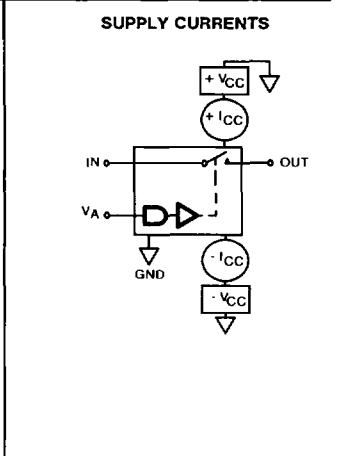 SUPPLY CURRENTS
+ VCC
+ ICC
IN
OUT
VA
GND
- ICC
- VCC